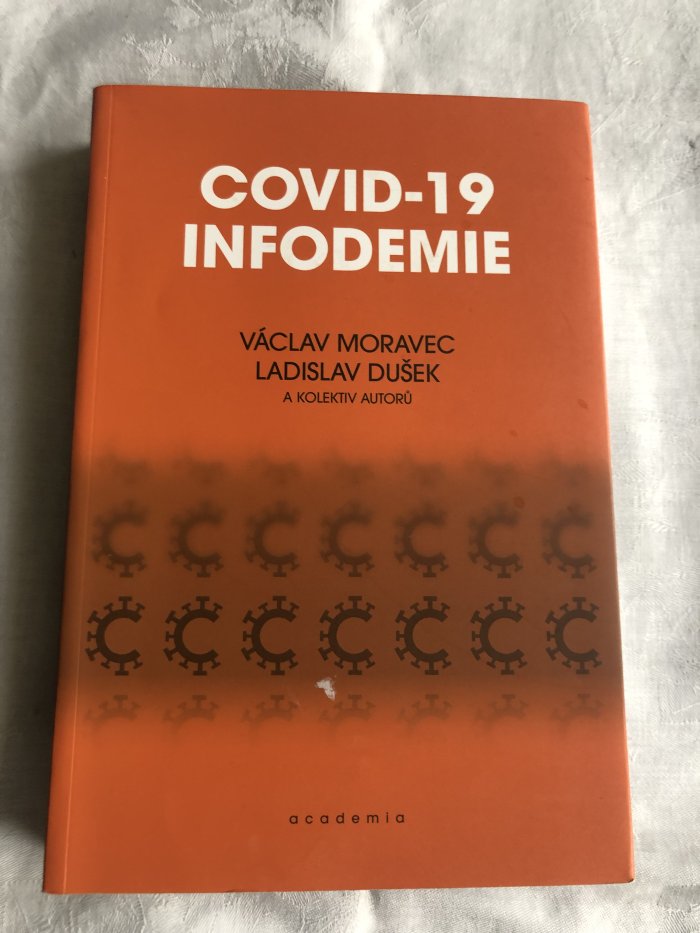 COVID-19
INFODEMIE
VÁCLAV MORAVEC
LADISLAV DUŠEK
A KOLEKTIV AUTORŮ
academia